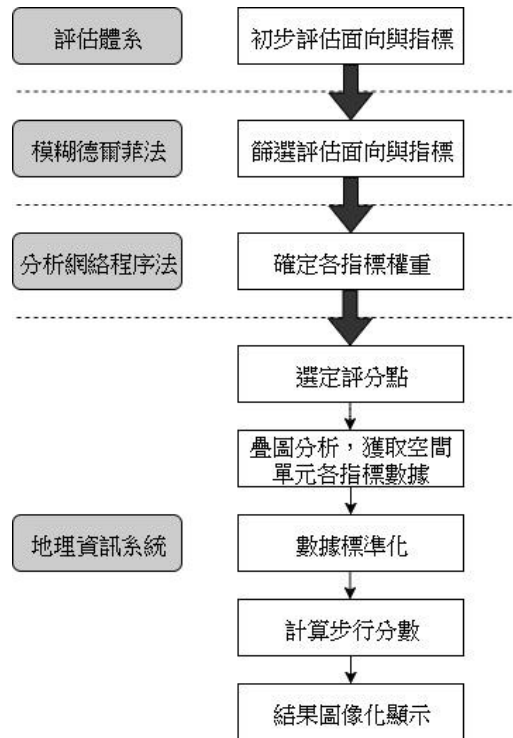 評估體系
初步評估面向與指標
模糊德爾菲法
篩選評估面向與指標
分析網絡程序法
確定各指標權重
選定評分點
疊圖分析，獲取空間
單元各指標數據
地理資訊系統
數據標準化
計算步行分數
結果圖像化顯示